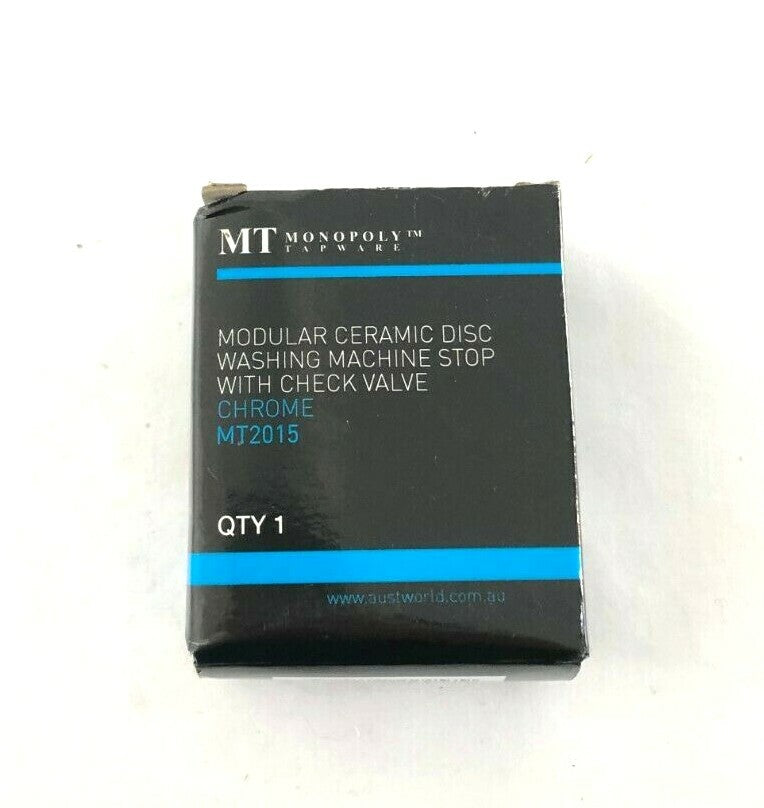 MT MONOPOLY™
TAPWARE
MODULAR CERAMIC DISC
WASHING MACHINE STOP
WITH CHECK VALVE
CHROME
MT2015
QTY 1
www.austworld.com.au